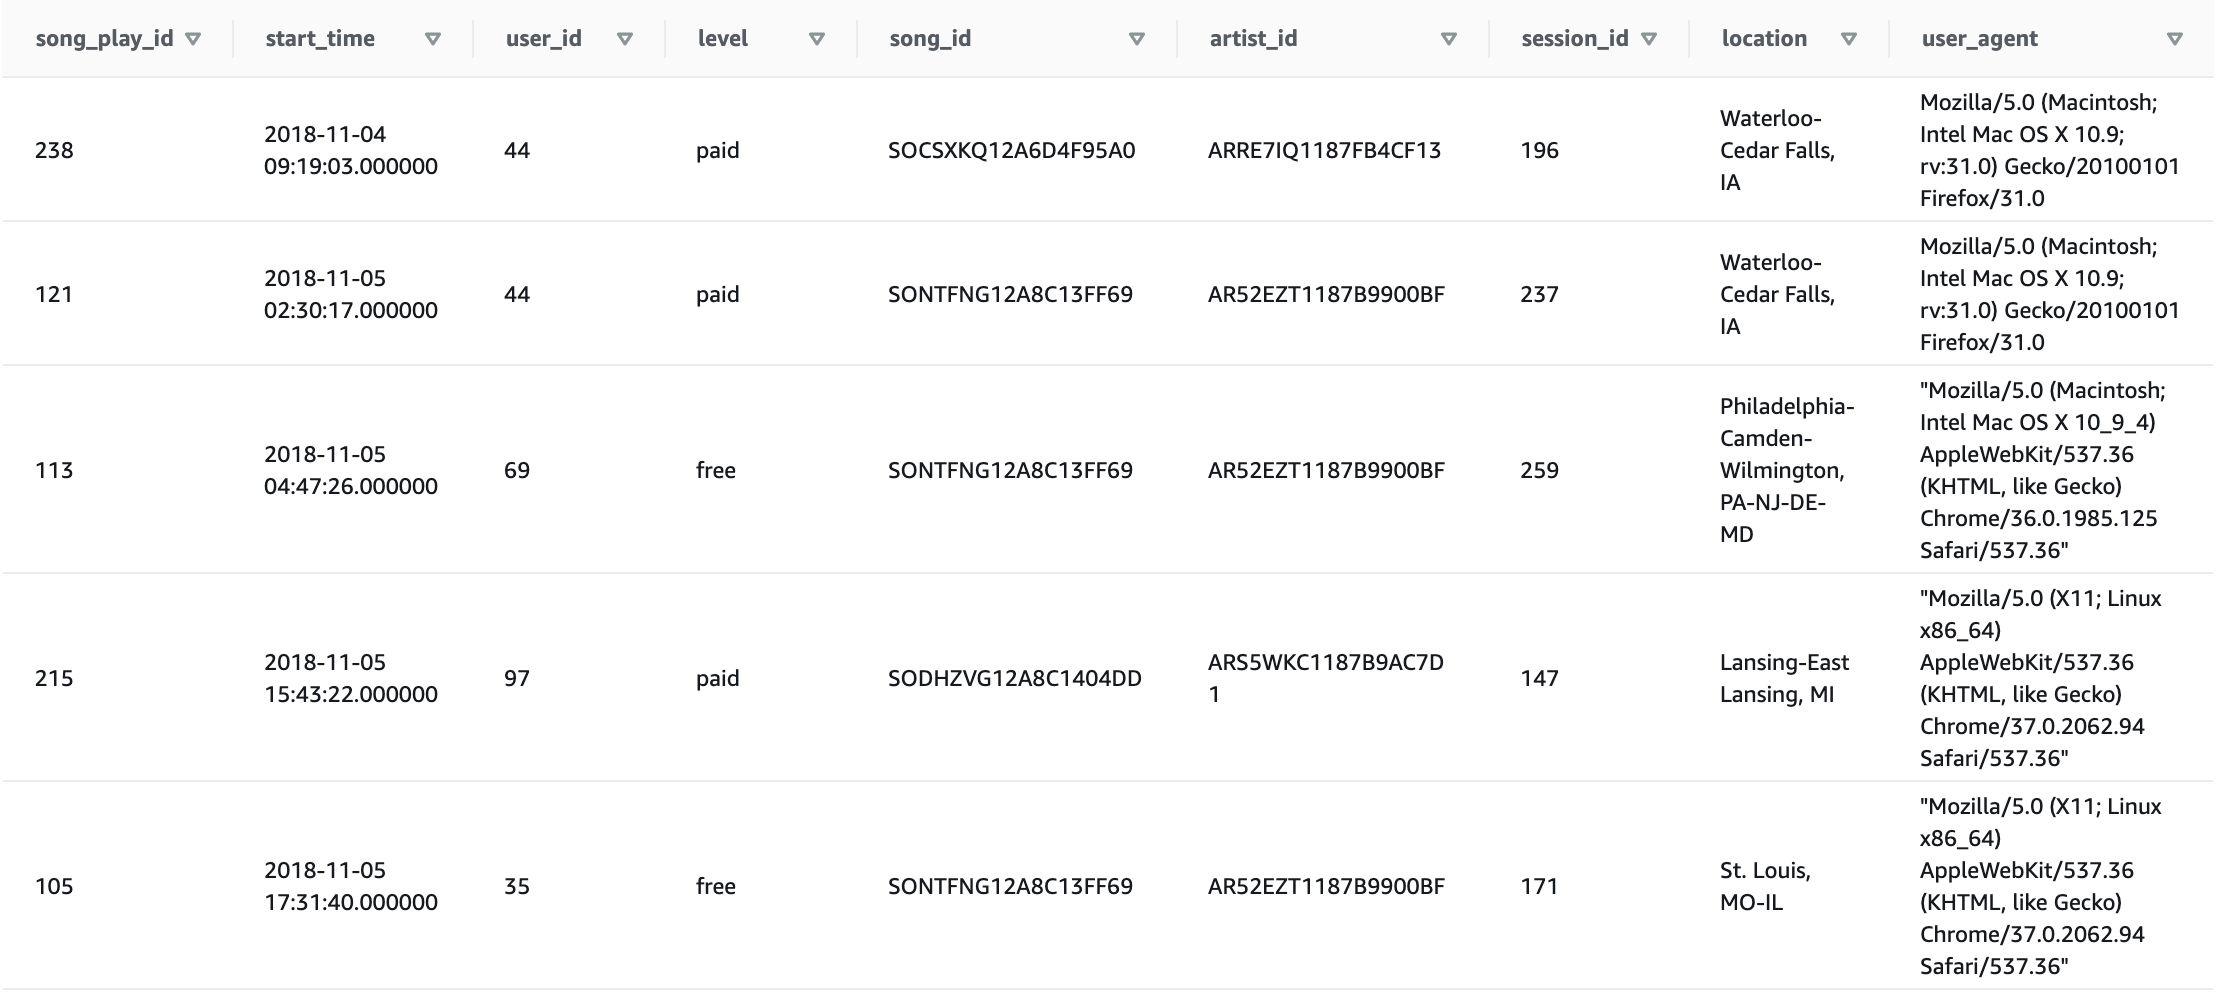 song_play_id start_time user_id level song_id artist_id session_id location user_agent
238
2018-11-04
09:19:03.000000
44
paid
SOCSXKQ12A6D4F95A0
ARRE7IQ1187FB4CF13
196
Waterloo-
Cedar Falls,
IA
Mozilla/5.0 (Macintosh;
Intel Mac OS X 10.9;
rv:31.0) Gecko/20100101
Firefox/31.0
121
2018-11-05
02:30:17.000000
44
paid
SONTFNG12A8C13FF69
AR52EZT1187B9900BF
237
Waterloo-
Cedar Falls,
IA
Mozilla/5.0 (Macintosh;
Intel Mac OS X 10.9;
rv:31.0) Gecko/20100101
Firefox/31.0
113
2018-11-05
04:47:26.000000
69
free
SONTFNG12A8C13FF69
AR52EZT1187B9900BF
259
Philadelphia-
Camden-
Wilmington,
PA-NJ-DE-
MD
"Mozilla/5.0 (Macintosh;
Intel Mac OS X 10_9_4)
AppleWebKit/537.36
(KHTML, like Gecko)
Chrome/36.0.1985.125
Safari/537.36"
215
2018-11-05
15:43:22.000000
97
paid
SODHZVG12A8C1404DD
ARS5WKC1187B9AC7D
1
147
Lansing-East
Lansing, MI
"Mozilla/5.0 (X11; Linux
x86_64)
AppleWebKit/537.36
(KHTML, like Gecko)
Chrome/37.0.2062.94
Safari/537.36"
105
2018-11-05
17:31:40.000000
35
free
SONTFNG12A8C13FF69
AR52EZT1187B9900BF
171
St. Louis,
MO-IL
"Mozilla/5.0 (X11; Linux
x86_64)
AppleWebKit/537.36
(KHTML, like Gecko)
Chrome/37.0.2062.94
Safari/537.36"